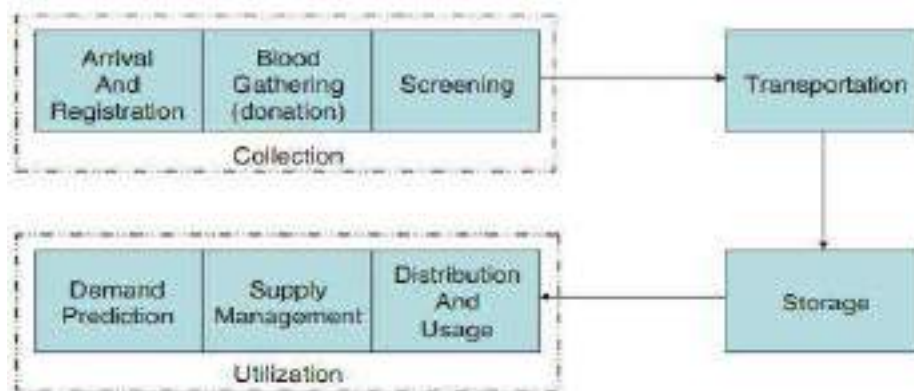 Arrival
And
Registration
Blood
Gathering
(donation)
Screening
Collection
Transportation
Demand
Prediction
Supply
Management
Distribution
And
Usage
Utilization
Storage